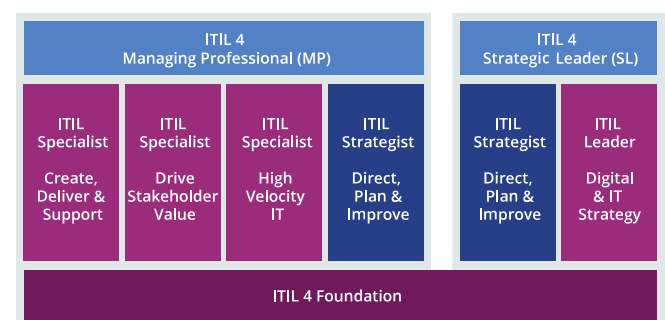 ITIL 4
Managing Professional (MP)
ITIL 4
Strategic Leader (SL)
ITIL
Specialist
Create,
Deliver &
Support
ITIL
Specialist
Drive
Stakeholder
Value
ITIL
Specialist
High
Velocity
IT
ITIL
Strategist
Direct,
Plan &
Improve
ITIL
Strategist
Direct,
Plan &
Improve
ITIL
Leader
Digital
& IT
Strategy
ITIL 4 Foundation